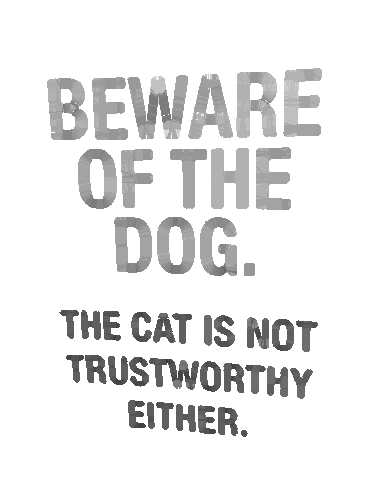 BEWARE
OF THE
DOG.
THE CAT IS NOT
TRUSTWORTHY
EITHER.